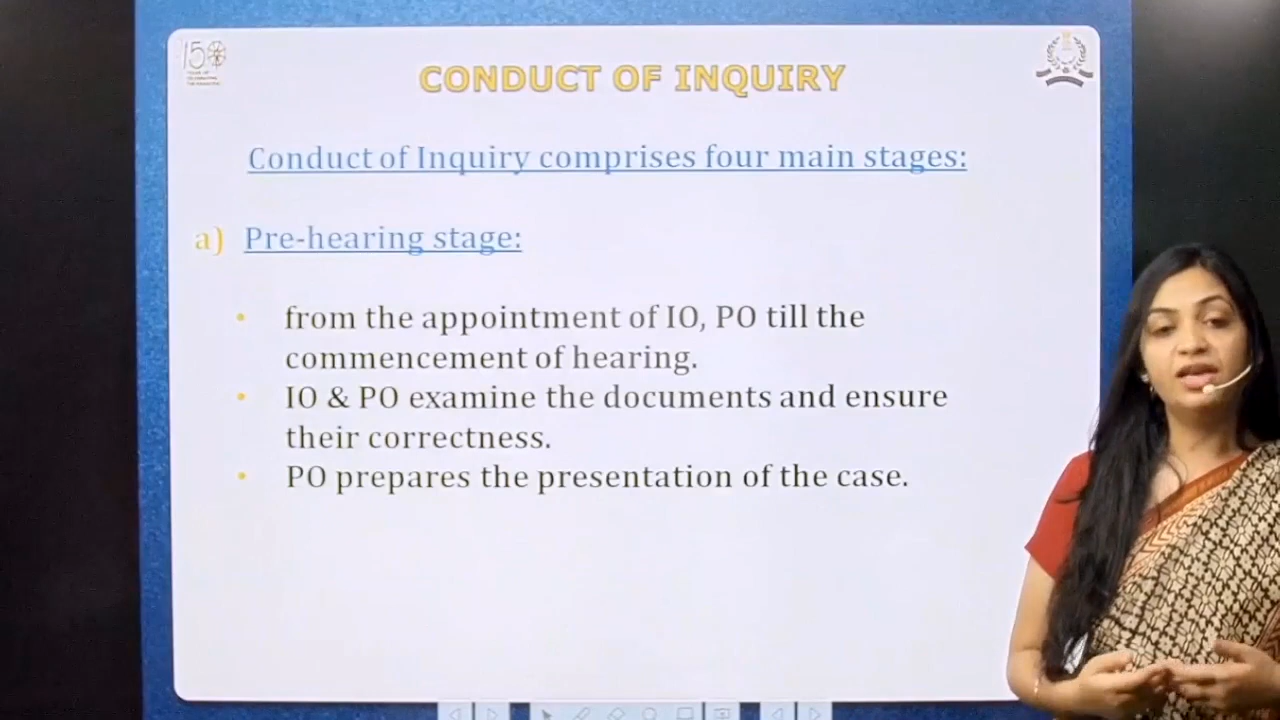 150
CONDUCT OF INQUIRY
Conduct of Inquiry comprises four main stages:
a) Pre-hearing stage:
• from the appointment of IO, PO till the
commencement of hearing.
• IO & PO examine the documents and ensure
their correctness.
• PO prepares the presentation of the case.